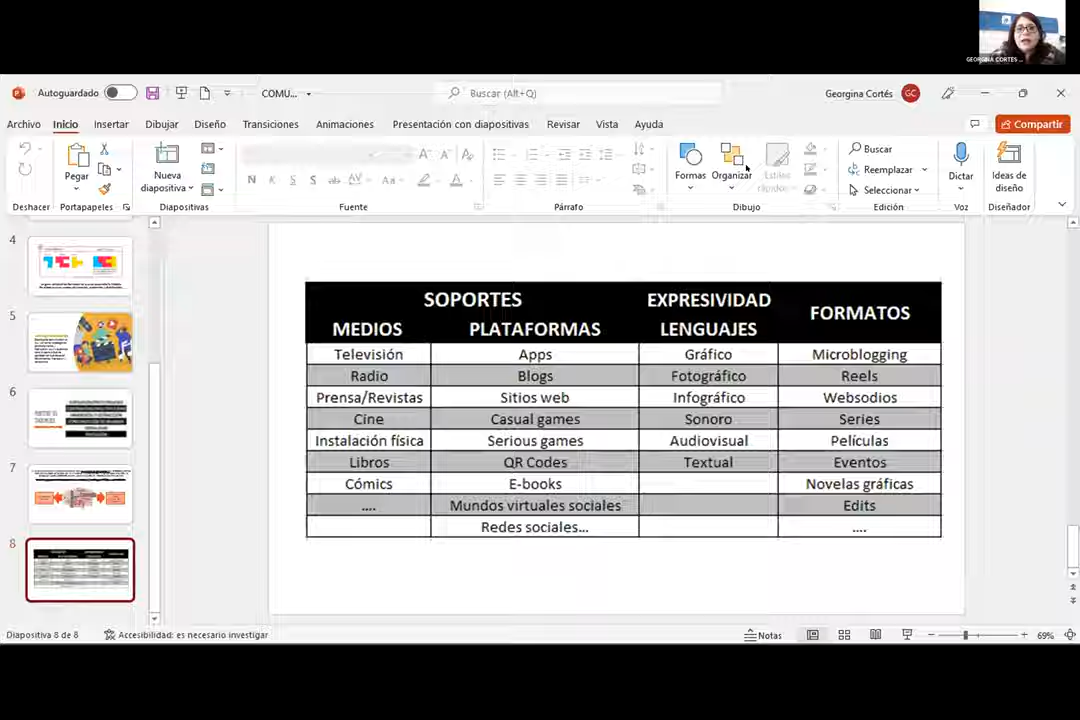 GEORGINA CORTES ...
Autoguardado
COMU...
Buscar (Alt+Q)
Georgina Cortés
GC
Archivo Inicio Insertar Dibujar Diseño Transiciones Animaciones Presentación con diapositivas Revisar Vista Ayuda
Compartir
Pegar
Nueva
diapositiva
N K S ab AV Aa A
Formas
Organizar
Estilos
rápidos
Buscar
Reemplazar
Seleccionar
Dictar
Ideas de
diseño
Deshacer Portapapeles Diapositivas Fuente Párrafo Dibujo Edición Voz Diseñador
4
5
6
7
8
SOPORTES EXPRESIVIDAD FORMATOS
MEDIOS PLATAFORMAS LENGUAJES
Televisión Apps Gráfico Microblogging
Radio Blogs Fotográfico Reels
Prensa/Revistas Sitios web Infográfico Websodios
Cine Casual games Sonoro Series
Instalación física Serious games Audiovisual Películas
Libros QR Codes Textual Eventos
Cómics E-books Novelas gráficas
.... Mundos virtuales sociales Edits
Redes sociales... ....
Diapositiva 8 de 8
Accesibilidad: es necesario investigar
Notas
69%